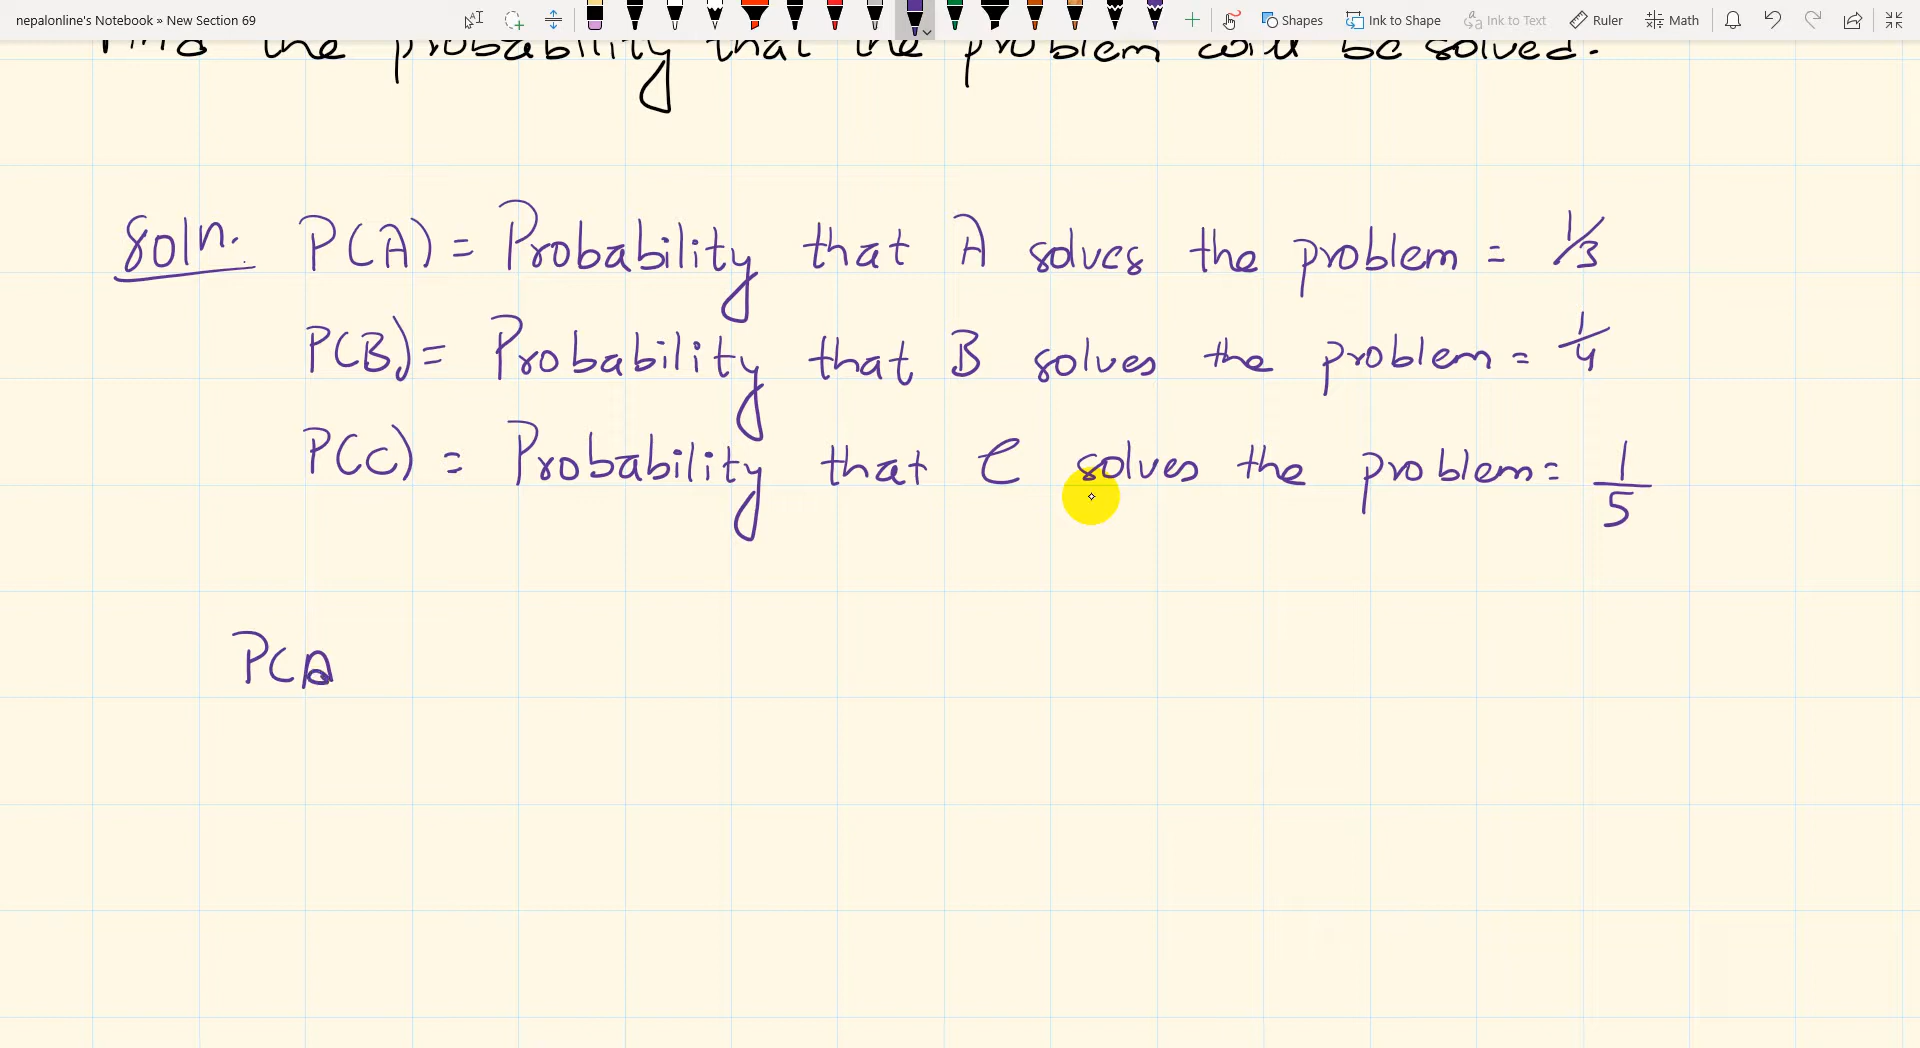 nepalonline's Notebook » New Section 69
Shapes Ink to Shape Ink to Text Ruler Math
Find the probability that the problem will be solved.
Soln. P(A) = Probability that A solves the problem = 1/3
P(B) = Probability that B solves the problem = 1/4
P(C) = Probability that C solves the problem = 1/5
P(A